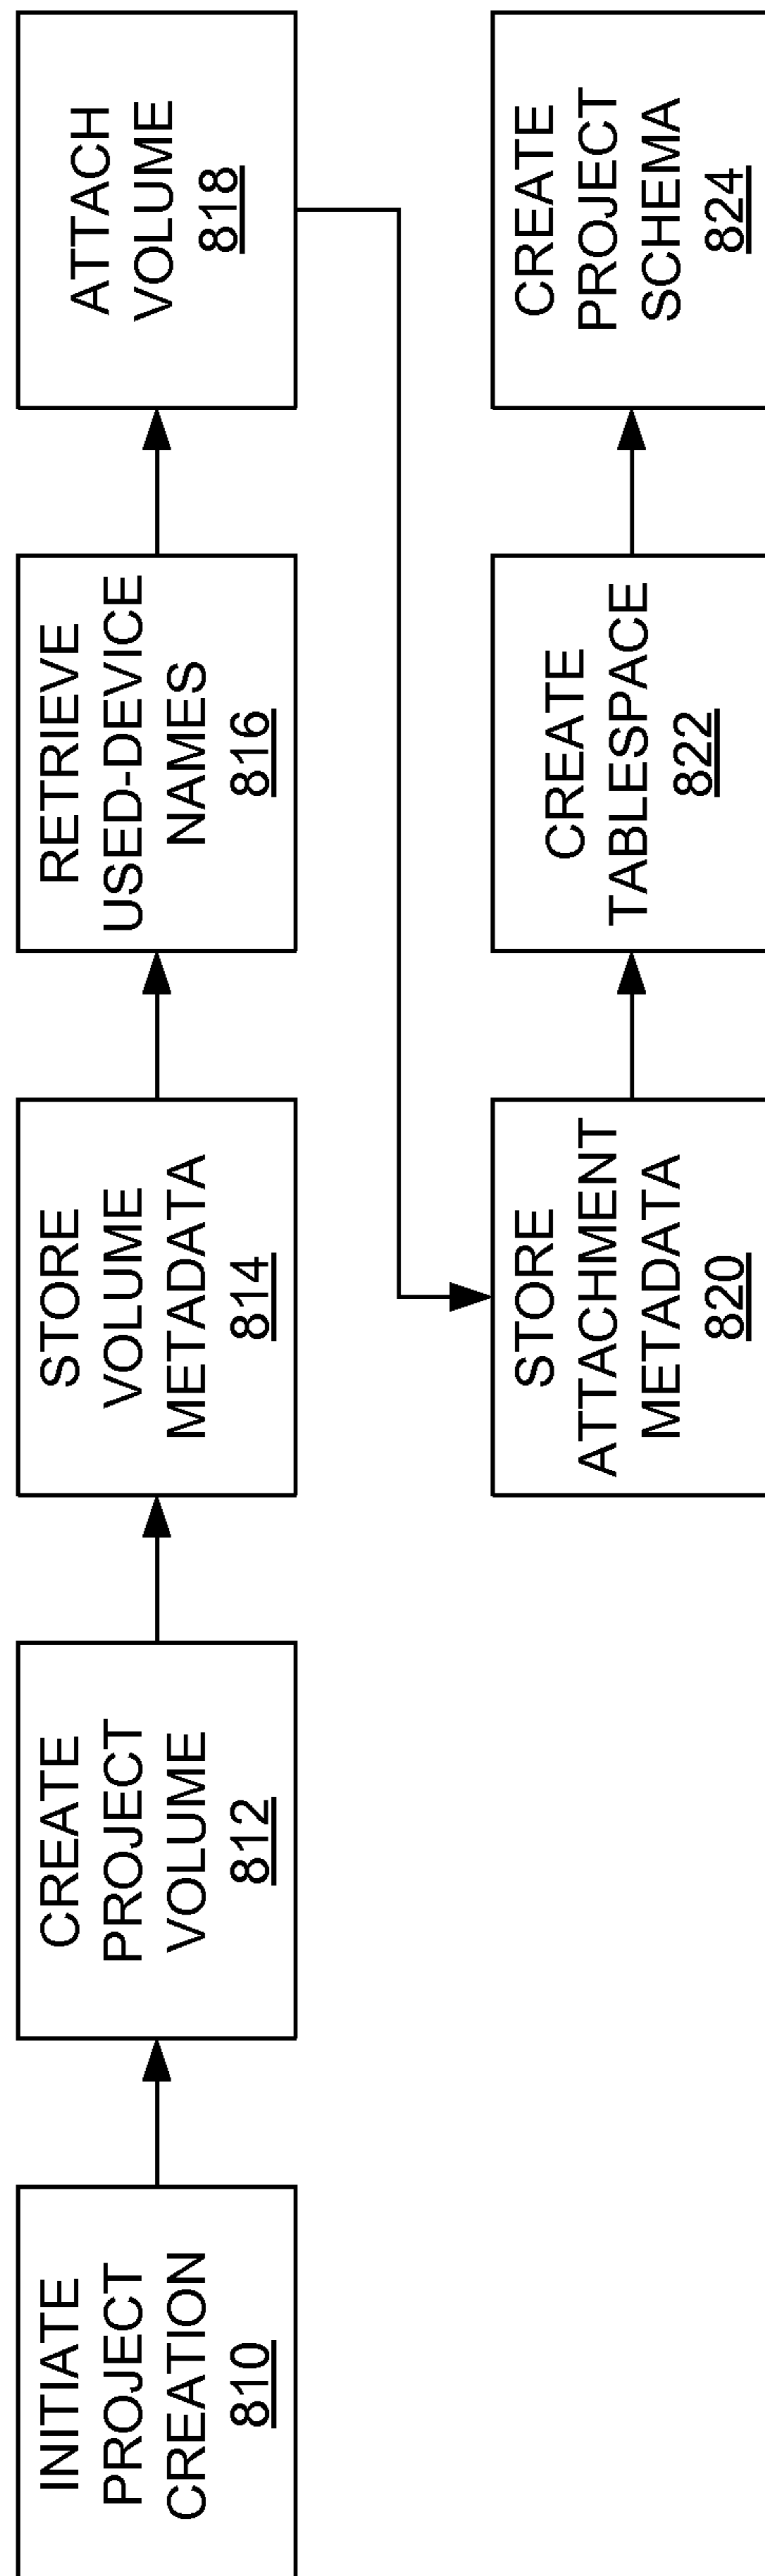 INITIATE
PROJECT
CREATION
810
CREATE
PROJECT
VOLUME
812
STORE
VOLUME
METADATA
814
RETRIEVE
USED-DEVICE
NAMES
816
ATTACH
VOLUME
818
STORE
ATTACHMENT
METADATA
820
CREATE
TABLESPACE
822
CREATE
PROJECT
SCHEMA
824